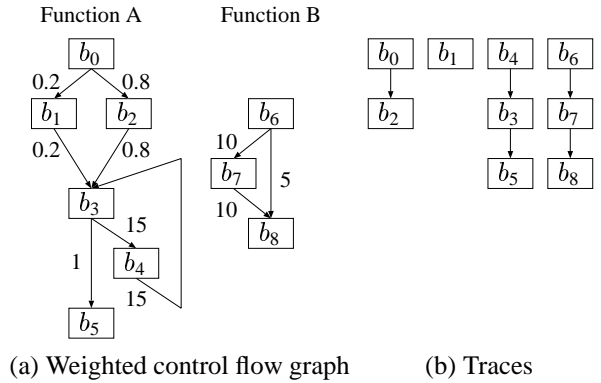 Function A Function B
b0 b0 b1 b4 b6
0.2 0.8
b1 b2 b6 b2 b3 b7
0.2 0.8 10
b7 5 b5 b8
b3 10
15 b8
1 b4
15
b5
(a) Weighted control flow graph (b) Traces